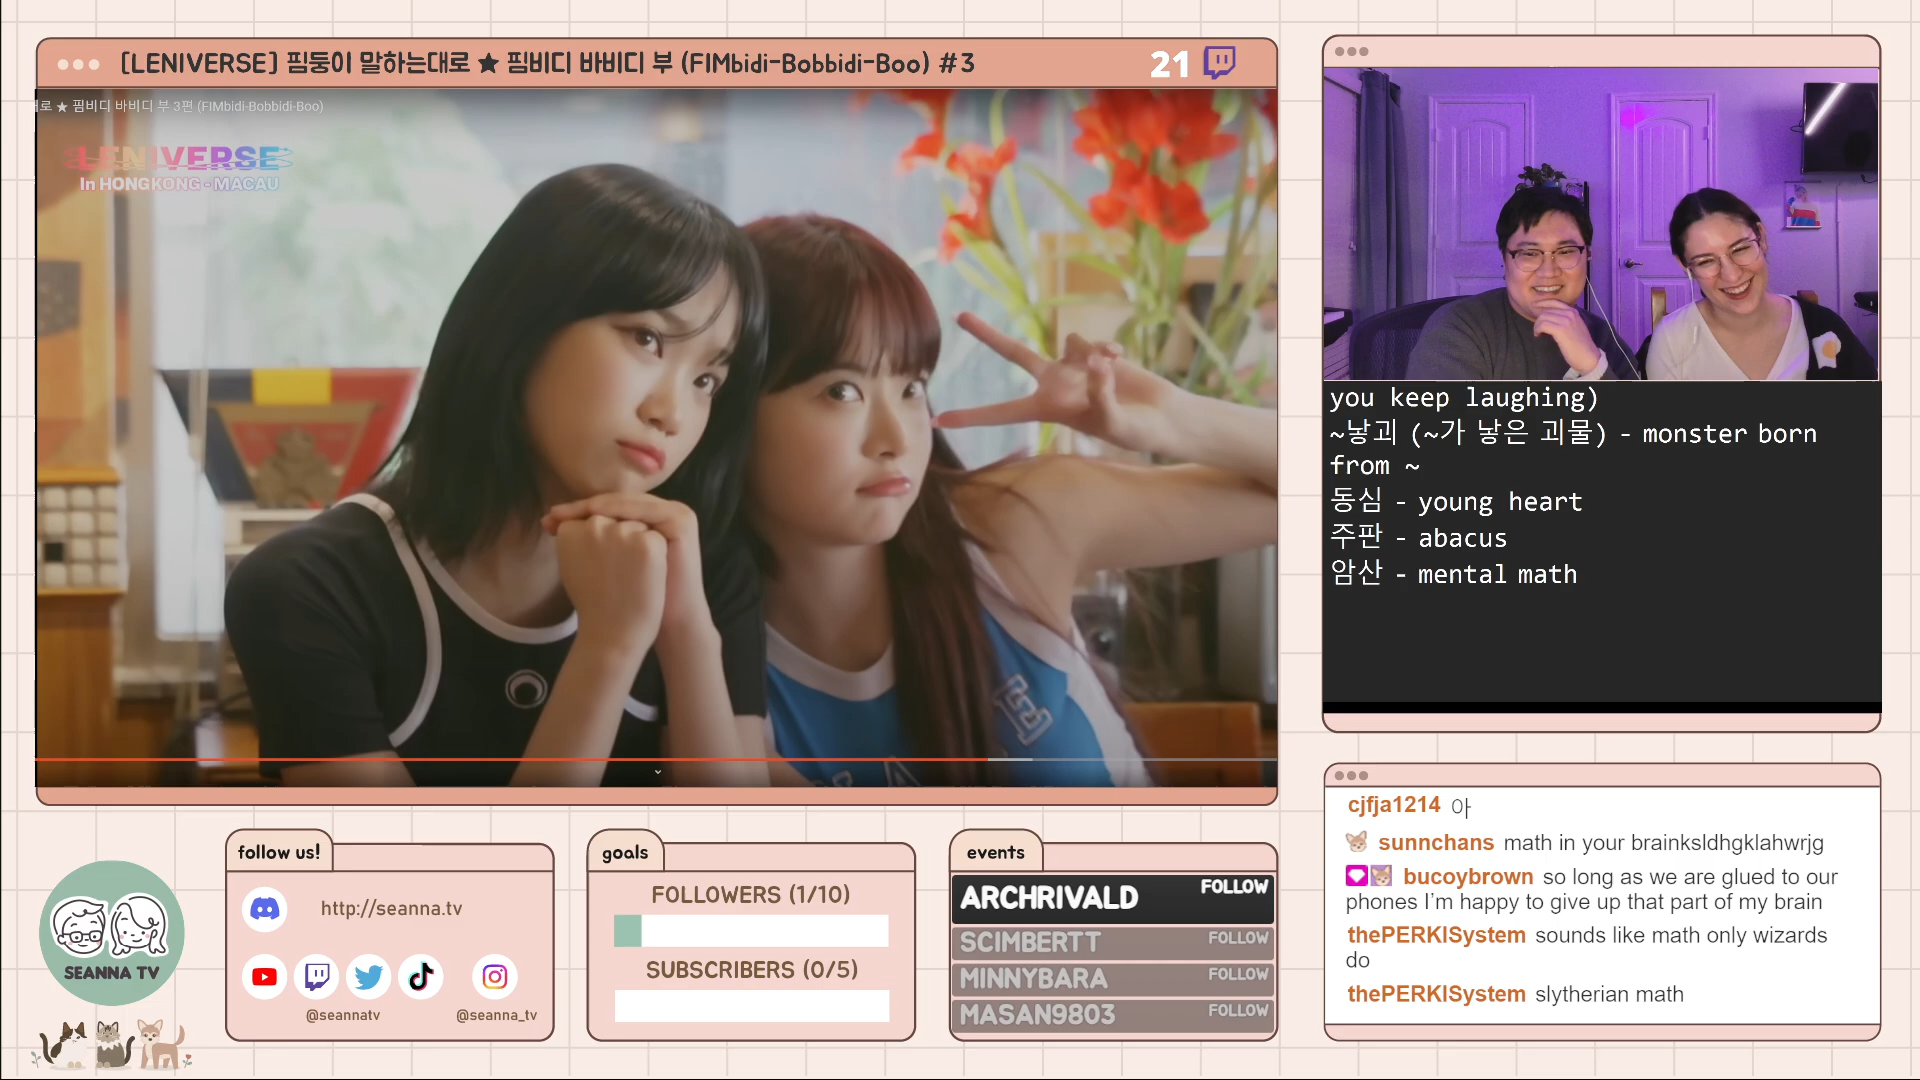 [LENIVERSE] 핌둥이 말하는대로 ★ 핌비디 바비디 부 (FIMbidi-Bobbidi-Boo) #3
21
로 ★ 핌비디 바비디 부 3편 (FIMbidi-Bobbidi-Boo)
LENIVERSE
In HONGKONG - MACAU
you keep laughing)
~낳괴 (~가 낳은 괴물) - monster born
from ~
동심 - young heart
주판 - abacus
암산 - mental math
cjfja1214 아
sunnchans math in your brainksldhgklahwrjg
bucoybrown so long as we are glued to our
phones I'm happy to give up that part of my brain
thePERKISystem sounds like math only wizards
do
thePERKISystem slytherian math
SEANNA TV
follow us!
http://seanna.tv
@seannatv
@seanna_tv
goals
FOLLOWERS (1/10)
SUBSCRIBERS (0/5)
events
ARCHRIVALD FOLLOW
SCIMBERTT FOLLOW
MINNYBARA FOLLOW
MASAN9803 FOLLOW